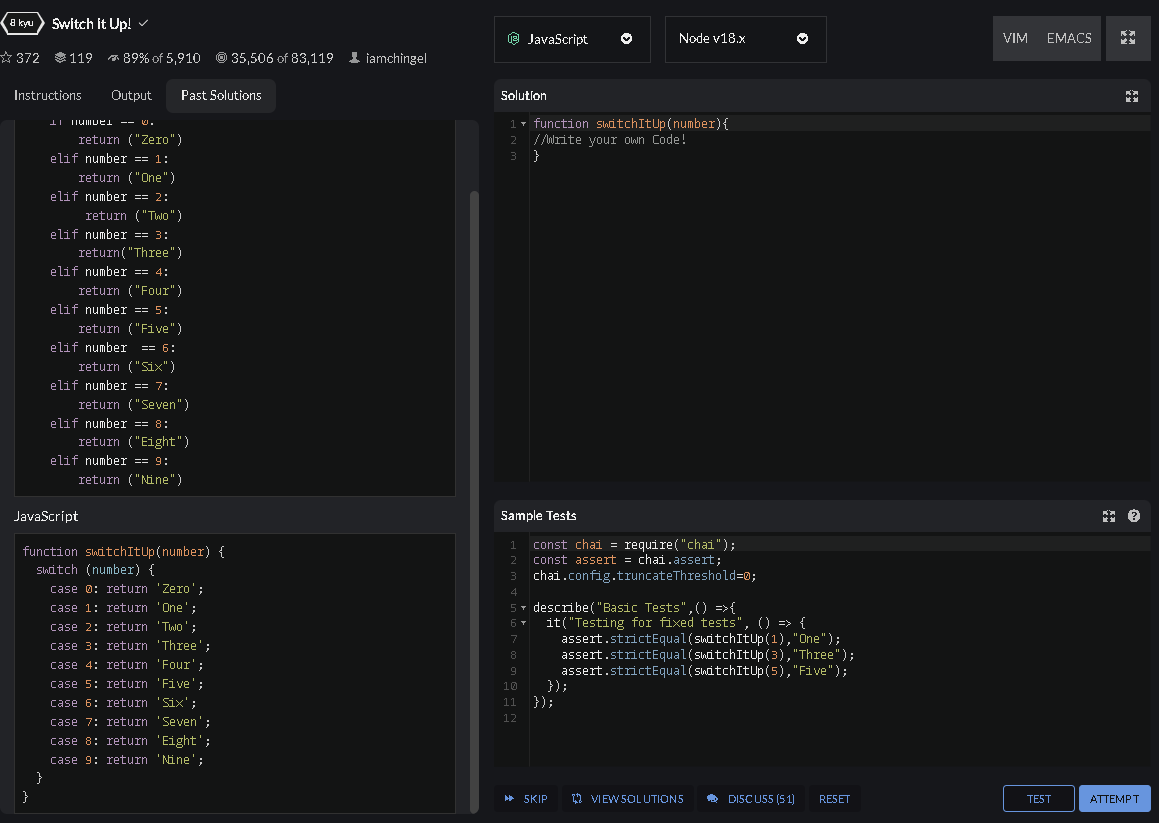 8 kyu Switch it Up!
372 119 89% of 5,910 35,506 of 83,119 iamchingel
Instructions Output Past Solutions
if number == 0:
return ("Zero")
elif number == 1:
return ("One")
elif number == 2:
return ("Two")
elif number == 3:
return("Three")
elif number == 4:
return ("Four")
elif number == 5:
return ("Five")
elif number  == 6:
return ("Six")
elif number == 7:
return ("Seven")
elif number == 8:
return ("Eight")
elif number == 9:
return ("Nine")
JavaScript
function switchItUp(number) {
switch (number) {
case 0: return 'Zero';
case 1: return 'One';
case 2: return 'Two';
case 3: return 'Three';
case 4: return 'Four';
case 5: return 'Five';
case 6: return 'Six';
case 7: return 'Seven';
case 8: return 'Eight';
case 9: return 'Nine';
}
}
JavaScript Node v18.x VIM EMACS
Solution
1 function switchItUp(number){
2 //Write your own Code!
3 }
Sample Tests
1 const chai = require("chai");
2 const assert = chai.assert;
3 chai.config.truncateThreshold=0;
4
5 describe("Basic Tests",() =>{
6 it("Testing for fixed tests", () => {
7 assert.strictEqual(switchItUp(1),"One");
8 assert.strictEqual(switchItUp(3),"Three");
9 assert.strictEqual(switchItUp(5),"Five");
10 });
11 });
12
SKIP VIEW SOLUTIONS DISCUSS (51) RESET TEST ATTEMPT